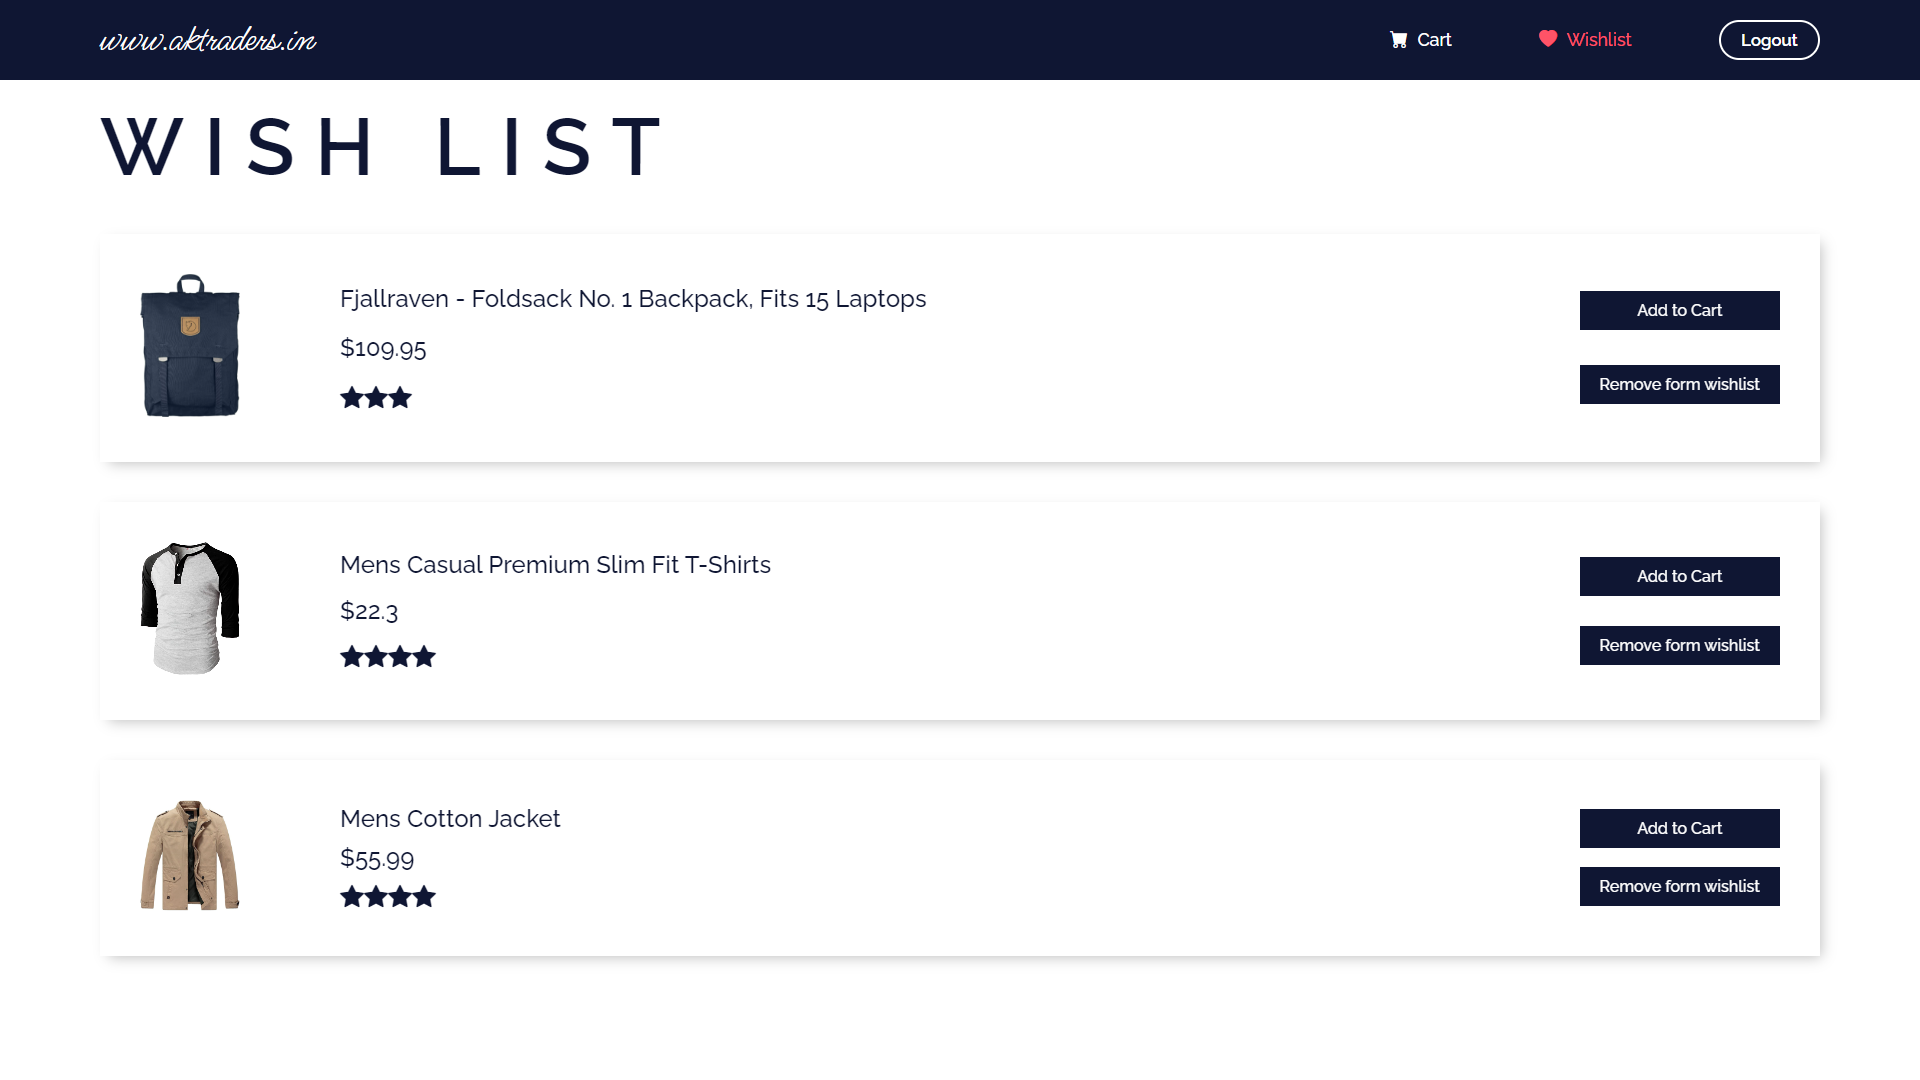 www.aktraders.in
Cart
Wishlist
Logout
WISH LIST
Fjallraven - Foldsack No. 1 Backpack, Fits 15 Laptops
$109.95
Add to Cart
Remove form wishlist
Mens Casual Premium Slim Fit T-Shirts
$22.3
Add to Cart
Remove form wishlist
Mens Cotton Jacket
$55.99
Add to Cart
Remove form wishlist